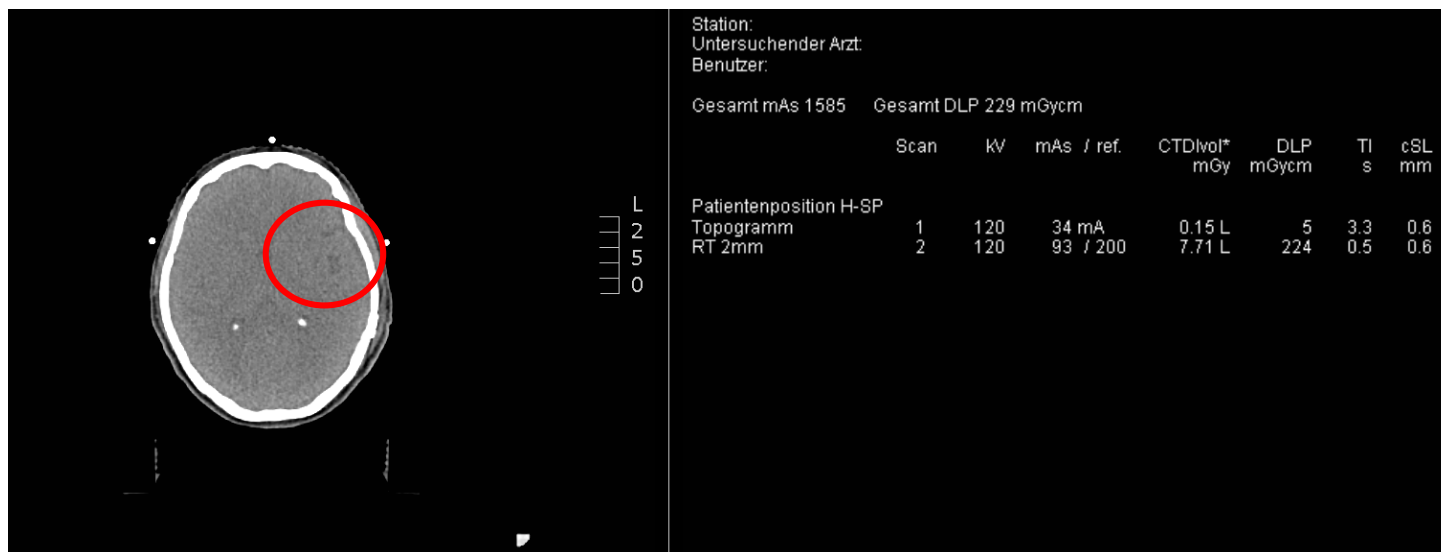 L
2
5
0
Station:
Untersuchender Arzt:
Benutzer:
Gesamt mAs 1585 Gesamt DLP 229 mGycm
Scan kV mAs / ref. CTDIvol* DLP TI cSL
mGy mGycm s mm
Patientenposition H-SP
Topogramm 1 120 34 mA 0.15 L 5 3.3 0.6
RT 2mm 2 120 93 / 200 7.71 L 224 0.5 0.6